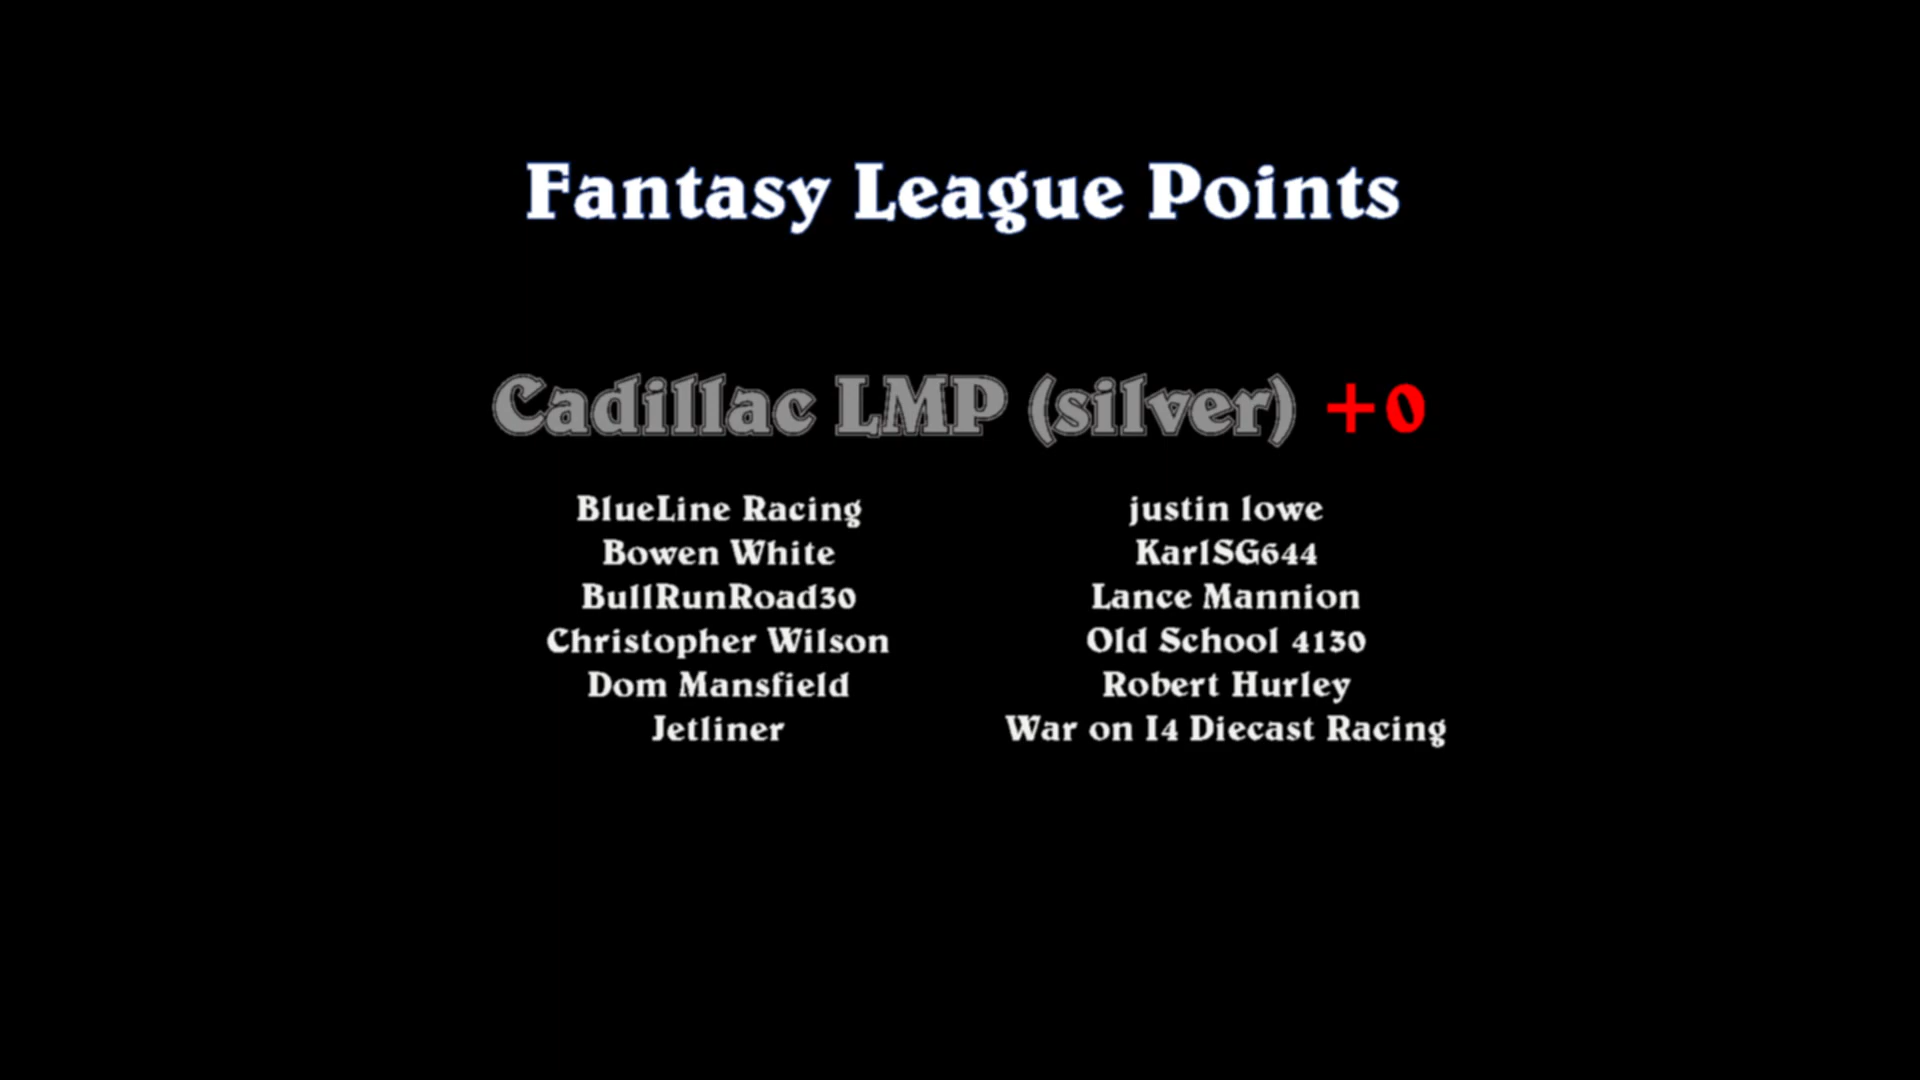 Fantasy League Points
Cadillac LMP (silver) +0
BlueLine Racing
Bowen White
BullRunRoad30
Christopher Wilson
Dom Mansfield
Jetliner
justin lowe
KarlSG644
Lance Mannion
Old School 4130
Robert Hurley
War on I4 Diecast Racing